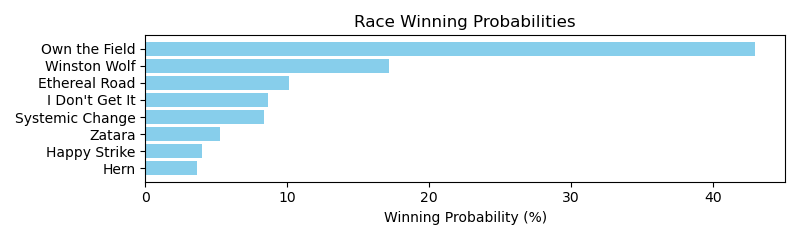 Race Winning Probabilities
Own the Field
Winston Wolf
Ethereal Road
I Don't Get It
Systemic Change
Zatara
Happy Strike
Hern
0 10 20 30 40
Winning Probability (%)